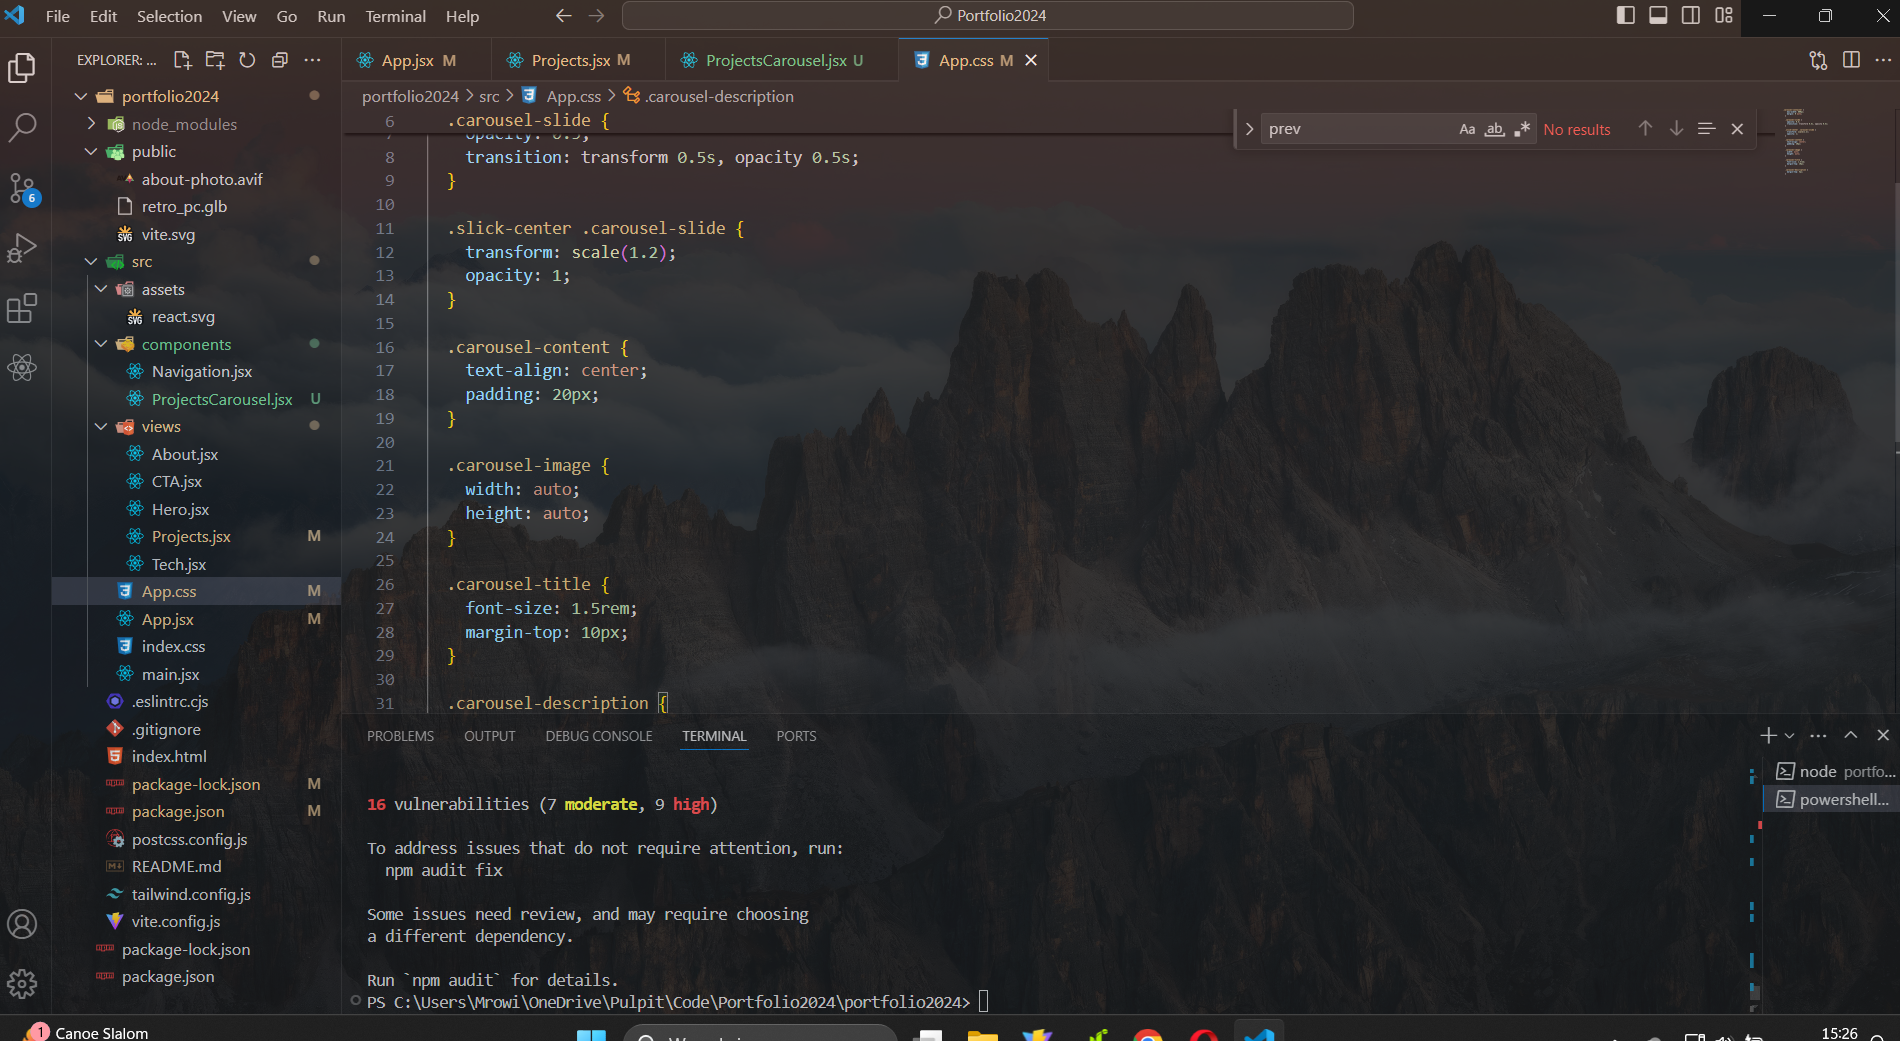 File Edit Selection View Go Run Terminal Help
Portfolio2024
EXPLORER: ...
App.jsx M
Projects.jsx M
ProjectsCarousel.jsx U
App.css M
portfolio2024 > src > App.css > .carousel-description
prev
Aa ab No results
portfolio2024
node_modules
public
about-photo.avif
retro_pc.glb
SVG vite.svg
src
assets
SVG react.svg
components
Navigation.jsx
ProjectsCarousel.jsx U
views
About.jsx
CTA.jsx
Hero.jsx
Projects.jsx M
Tech.jsx
App.css M
App.jsx M
index.css
main.jsx
.eslintrc.cjs
.gitignore
index.html
package-lock.json M
package.json M
postcss.config.js
README.md
tailwind.config.js
vite.config.js
package-lock.json
package.json
6
6 .carousel-slide {
opacity: 0.5;
8 transition: transform 0.5s, opacity 0.5s;
9 }
10
11 .slick-center .carousel-slide {
12 transform: scale(1.2);
13 opacity: 1;
14 }
15
16 .carousel-content {
17 text-align: center;
18 padding: 20px;
19 }
20
21 .carousel-image {
22 width: auto;
23 height: auto;
24 }
25
26 .carousel-title {
27 font-size: 1.5rem;
28 margin-top: 10px;
29 }
30
31 .carousel-description {
PROBLEMS OUTPUT DEBUG CONSOLE TERMINAL PORTS
node portfo...
powershell...
16 vulnerabilities (7 moderate, 9 high)
To address issues that do not require attention, run:
npm audit fix
Some issues need review, and may require choosing
a different dependency.
Run `npm audit` for details.
PS C:\Users\Mrowi\OneDrive\Pulpit\Code\Portfolio2024\portfolio2024>
1 Canoe Slalom
15:26